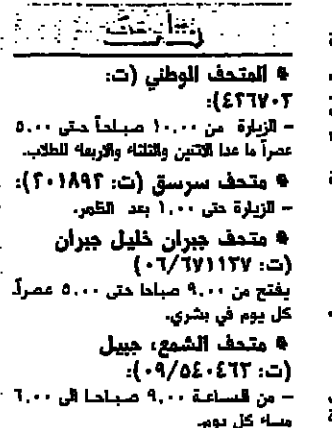 متاحف
• المتحف الوطني (ت:
٤٢٦٧٠٢):
– الزيارة من ١٠,٠٠ صباحاً حتى ٥,٠٠
عصراً ما عدا الاثنين والثلثاء والاربعاء للطلاب.
• متحف سرسق (ت: ٢٠١٨٩٢):
– الزيارة حتى ١,٠٠ بعد الظهر.
• متحف جبران خليل جبران
(ت: ٠٦/٦٧١١٢٧)
يفتح من ٩,٠٠ صباحا حتى ٥,٠٠ عصراً.
كل يوم في بشري.
• متحف الشمع، جبيل
(ت: ٠٩/٥٤٠٤٦٣):
– من الساعة ٩,٠٠ صباحا الى ٦,٠٠
مساء كل يوم.